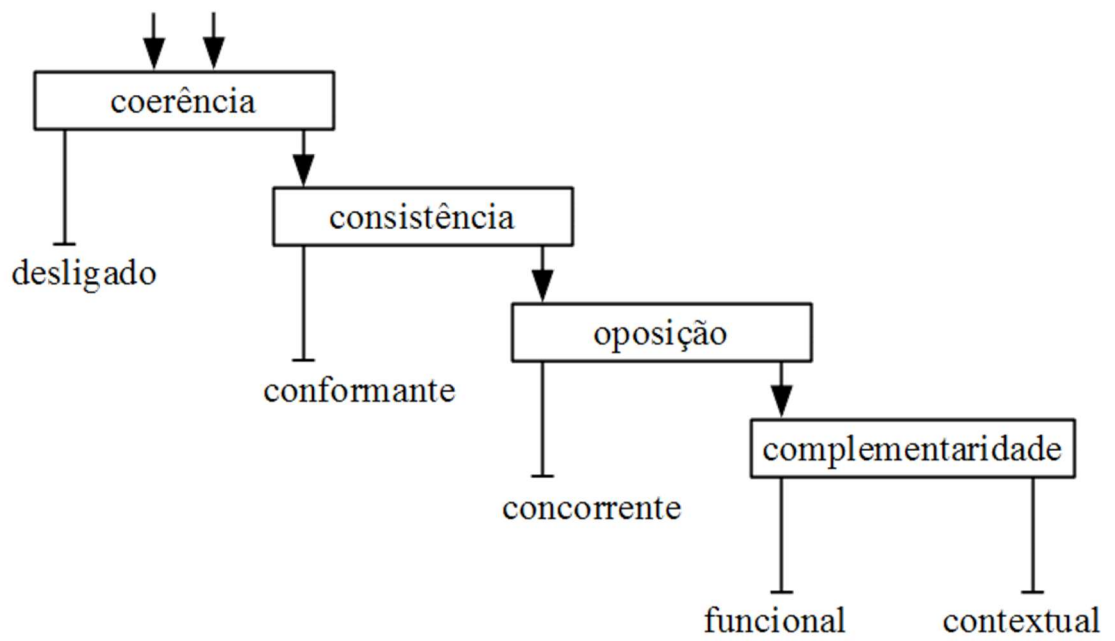 coerência
consistência
desligado
oposição
conformante
complementaridade
concorrente
funcional
contextual